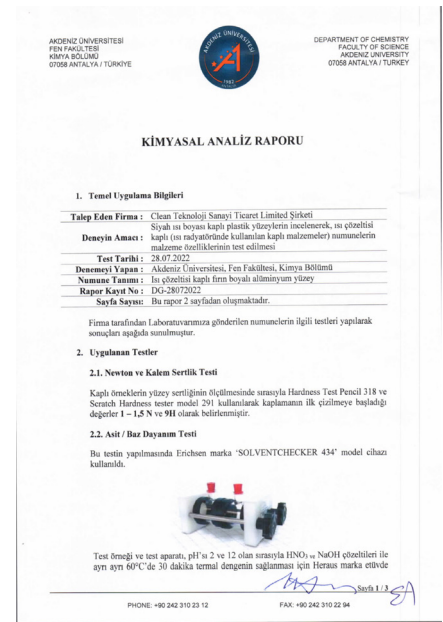 AKDENİZ ÜNİVERSİTESİ
FEN FAKÜLTESİ
KİMYA BÖLÜMÜ
07058 ANTALYA / TÜRKİYE
AKDENİZ ÜNİVERSİTESİ
1982
DEPARTMENT OF CHEMISTRY
FACULTY OF SCIENCE
AKDENIZ UNIVERSITY
07058 ANTALYA / TURKEY
KİMYASAL ANALİZ RAPORU
1. Temel Uygulama Bilgileri
Talep Eden Firma : Clean Teknoloji Sanayi Ticaret Limited Şirketi
Deneyin Amacı : Siyah ısı boyası kaplı plastik yüzeylerin incelenerek, ısı çözeltisi
kaplı (ısı radyatöründe kullanılan kaplı malzemeler) numunelerin
malzeme özelliklerinin test edilmesi
Test Tarihi : 28.07.2022
Denemeyi Yapan : Akdeniz Üniversitesi, Fen Fakültesi, Kimya Bölümü
Numune Tanımı : Isı çözeltisi kaplı fırın boyalı alüminyum yüzey
Rapor Kayıt No : DG-28072022
Sayfa Sayısı: Bu rapor 2 sayfadan oluşmaktadır.
Firma tarafından Laboratuvarımıza gönderilen numunelerin ilgili testleri yapılarak
sonuçları aşağıda sunulmuştur.
2. Uygulanan Testler
2.1. Newton ve Kalem Sertlik Testi
Kaplı örneklerin yüzey sertliğinin ölçülmesinde sırasıyla Hardness Test Pencil 318 ve
Scratch Hardness tester model 291 kullanılarak kaplamanın ilk çizilmeye başladığı
değerler 1 – 1,5 N ve 9H olarak belirlenmiştir.
2.2. Asit / Baz Dayanım Testi
Bu testin yapılmasında Erichsen marka ‘SOLVENTCHECKER 434’ model cihazı
kullanıldı.
Test örneği ve test aparatı, pH’sı 2 ve 12 olan sırasıyla HNO3 ve NaOH çözeltileri ile
ayrı ayrı 60°C’de 30 dakika termal dengenin sağlanması için Heraus marka etüvde
Sayfa 1 / 3
PHONE: +90 242 310 23 12
FAX: +90 242 310 22 94